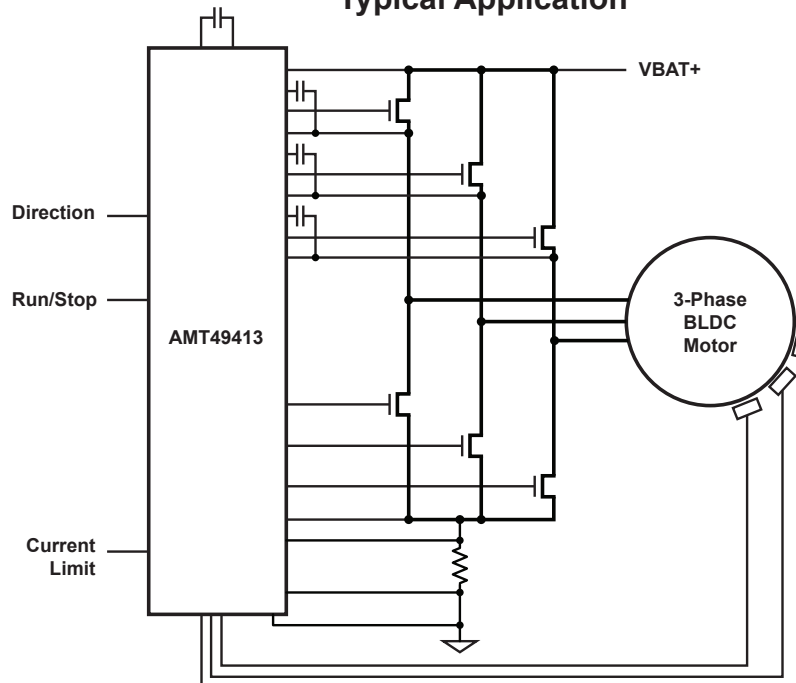 Typical Application
VBAT+
Direction
Run/Stop
AMT49413
3-Phase
BLDC
Motor
Current
Limit